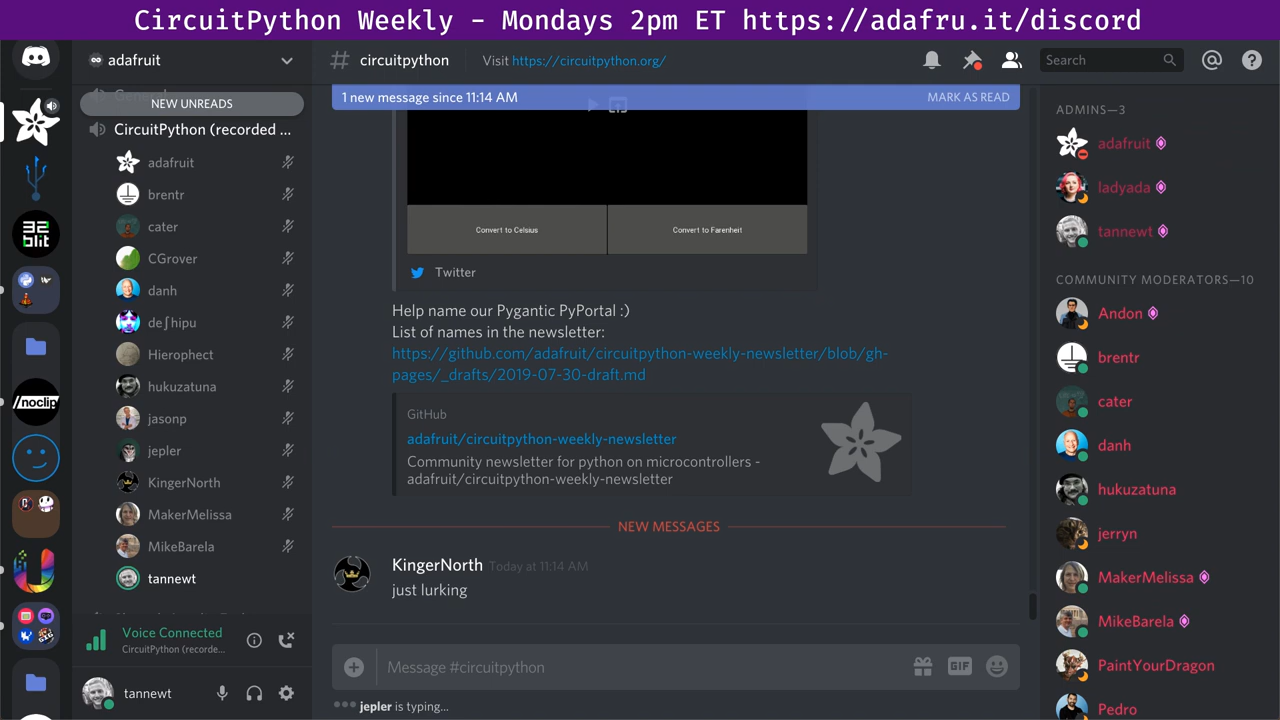 CircuitPython Weekly - Mondays 2pm ET https://adafru.it/discord
adafruit
General
NEW UNREADS
CircuitPython (recorded ...
adafruit
brentr
cater
CGrover
danh
de∫hipu
Hierophect
hukuzatuna
jasonp
jepler
KingerNorth
MakerMelissa
MikeBarela
tannewt
Voice Connected
CircuitPython (recorde...
tannewt
32
blit
/noclip
# circuitpython
Visit https://circuitpython.org/
Search
1 new message since 11:14 AM
MARK AS READ
Convert to Celsius
Convert to Farenheit
Twitter
Help name our Pygantic PyPortal :)
List of names in the newsletter:
https://github.com/adafruit/circuitpython-weekly-newsletter/blob/gh-
pages/_drafts/2019-07-30-draft.md
GitHub
adafruit/circuitpython-weekly-newsletter
Community newsletter for python on microcontrollers -
adafruit/circuitpython-weekly-newsletter
NEW MESSAGES
KingerNorth Today at 11:14 AM
just lurking
Message #circuitpython
GIF
jepler is typing...
ADMINS—3
adafruit
ladyada
tannewt
COMMUNITY MODERATORS—10
Andon
brentr
cater
danh
hukuzatuna
jerryn
MakerMelissa
MikeBarela
PaintYourDragon
Pedro